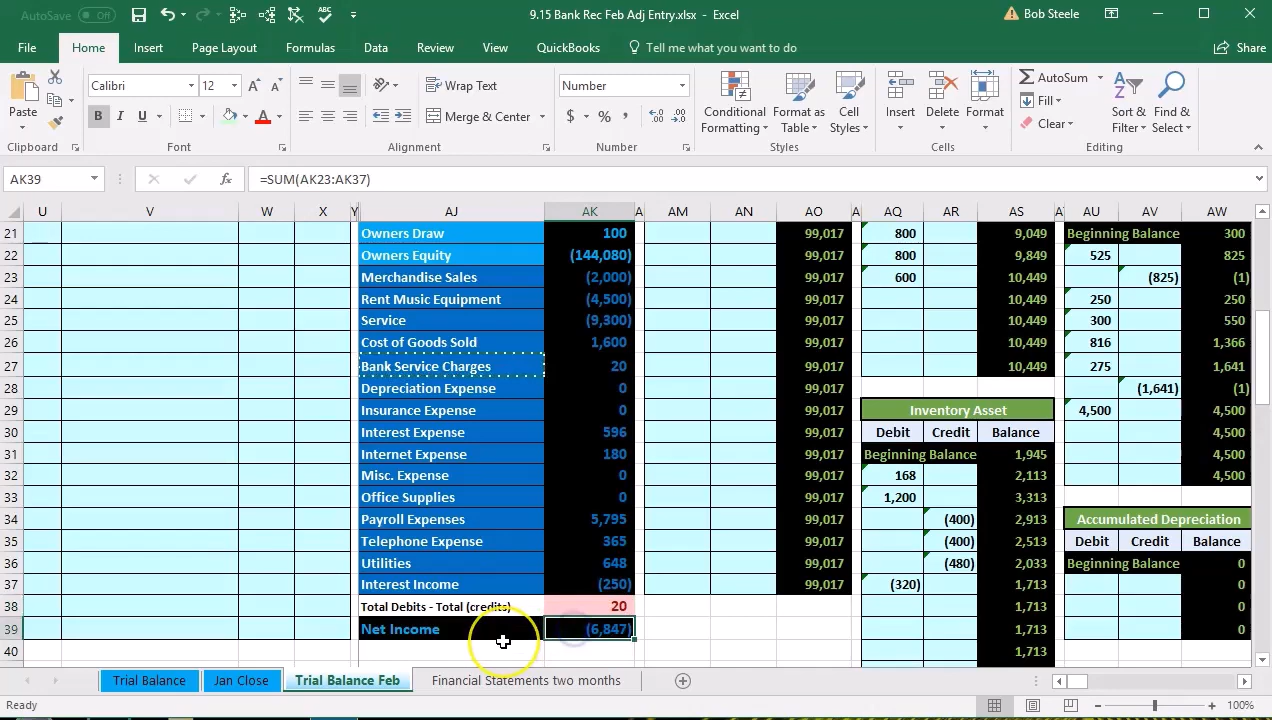 AutoSave Off 9.15 Bank Rec Feb Adj Entry.xlsx - Excel Bob Steele
File Home Insert Page Layout Formulas Data Review View QuickBooks Tell me what you want to do Share
Calibri 12 Wrap Text Number AutoSum
Paste B I U Merge & Center $ % Conditional Formatting Format as Table Cell Styles Insert Delete Format Fill Clear Sort & Filter Find & Select
Clipboard Font Alignment Number Styles Cells Editing
AK39 fx =SUM(AK23:AK37)
U V W X Y AJ AK A AM AN AO A AQ AR AS A AU AV AW
21 Owners Draw 100 99,017 800 9,049 Beginning Balance 300
22 Owners Equity (144,080) 99,017 800 9,849 525 825
23 Merchandise Sales (2,000) 99,017 600 10,449 (825) (1)
24 Rent Music Equipment (4,500) 99,017 10,449 250 250
25 Service (9,300) 99,017 10,449 300 550
26 Cost of Goods Sold 1,600 99,017 10,449 816 1,366
27 Bank Service Charges 20 99,017 10,449 275 1,641
28 Depreciation Expense 0 99,017 (1,641) (1)
29 Insurance Expense 0 99,017 Inventory Asset 4,500 4,500
30 Interest Expense 596 99,017 Debit Credit Balance 4,500
31 Internet Expense 180 99,017 Beginning Balance 1,945 4,500
32 Misc. Expense 0 99,017 168 2,113 4,500
33 Office Supplies 0 99,017 1,200 3,313
34 Payroll Expenses 5,795 99,017 (400) 2,913 Accumulated Depreciation
35 Telephone Expense 365 99,017 (400) 2,513 Debit Credit Balance
36 Utilities 648 99,017 (480) 2,033 Beginning Balance 0
37 Interest Income (250) 99,017 (320) 1,713 0
38 Total Debits - Total (credits) 20 1,713 0
39 Net Income (6,847) 1,713 0
40 1,713
Trial Balance Jan Close Trial Balance Feb Financial Statements two months
Ready 100%